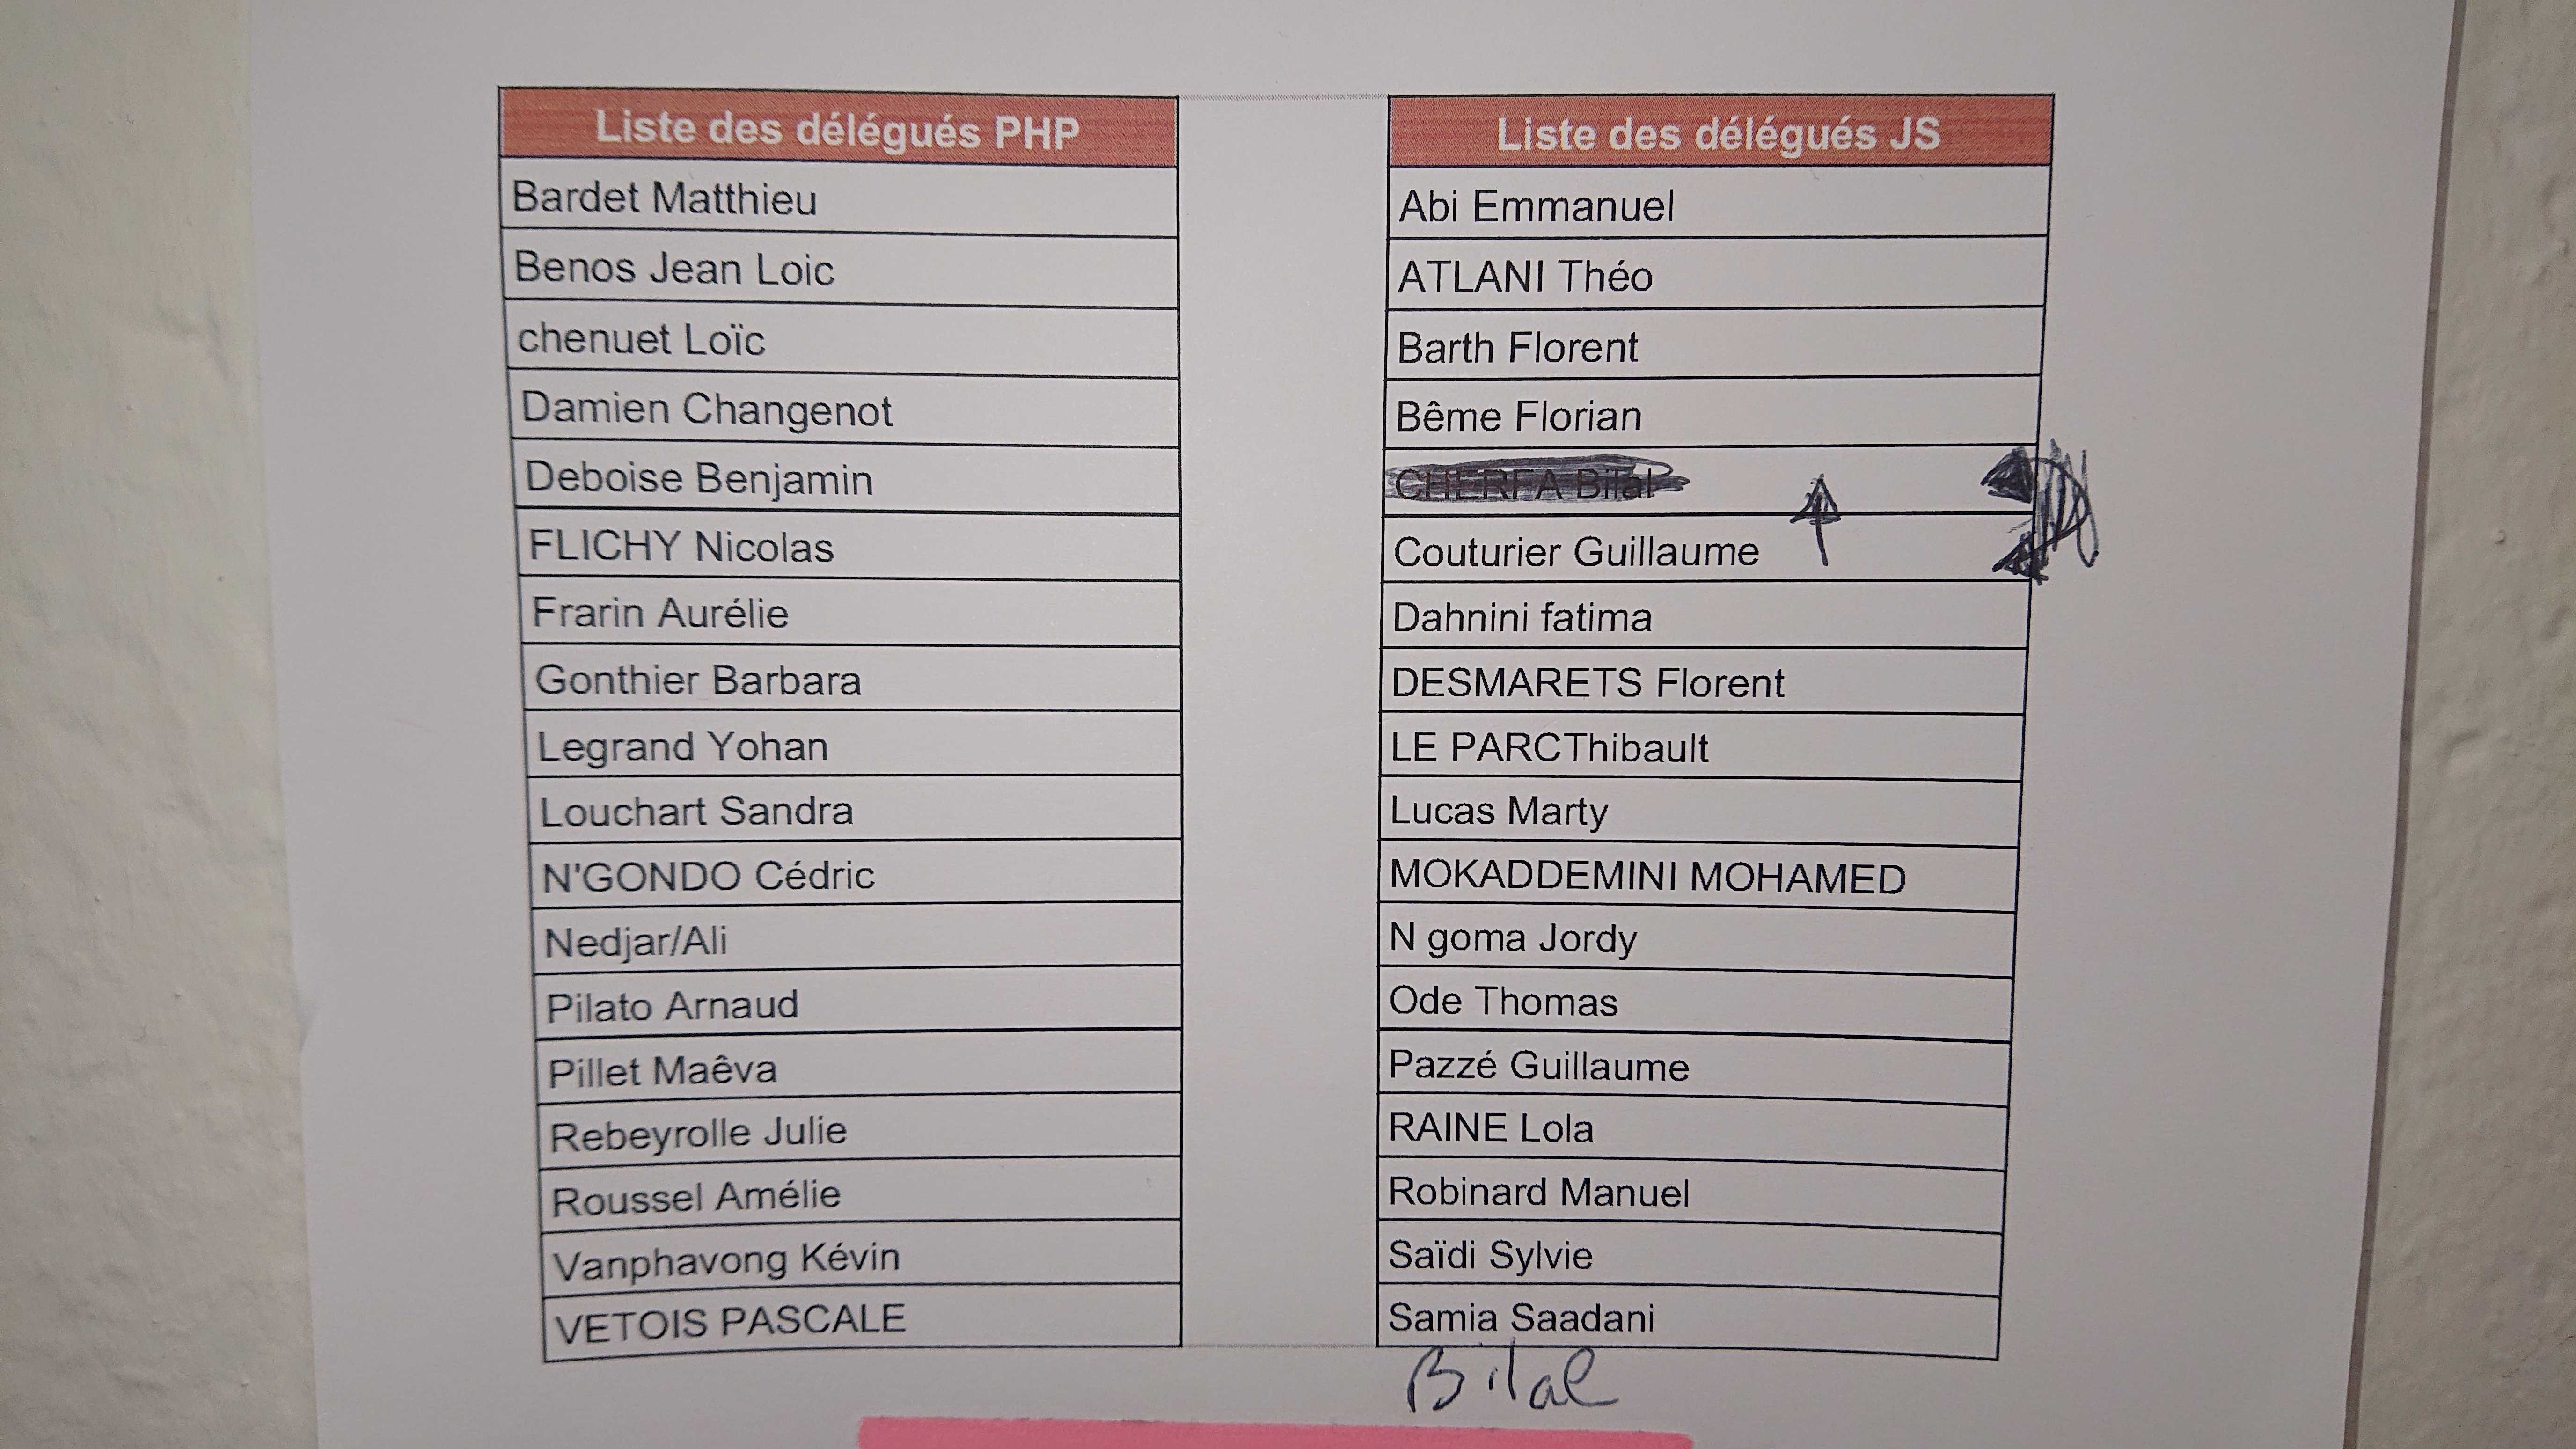 Liste des délégués PHP
Bardet Matthieu
Benos Jean Loic
chenuet Loïc
Damien Changenot
Deboise Benjamin
FLICHY Nicolas
Frarin Aurélie
Gonthier Barbara
Legrand Yohan
Louchart Sandra
N'GONDO Cédric
Nedjar/Ali
Pilato Arnaud
Pillet Maêva
Rebeyrolle Julie
Roussel Amélie
Vanphavong Kévin
VETOIS PASCALE
Liste des délégués JS
Abi Emmanuel
ATLANI Théo
Barth Florent
Bême Florian
CHERFA Bilal
Couturier Guillaume
Dahnini fatima
DESMARETS Florent
LE PARCThibault
Lucas Marty
MOKADDEMINI MOHAMED
N goma Jordy
Ode Thomas
Pazzé Guillaume
RAINE Lola
Robinard Manuel
Saïdi Sylvie
Samia Saadani
Bilal